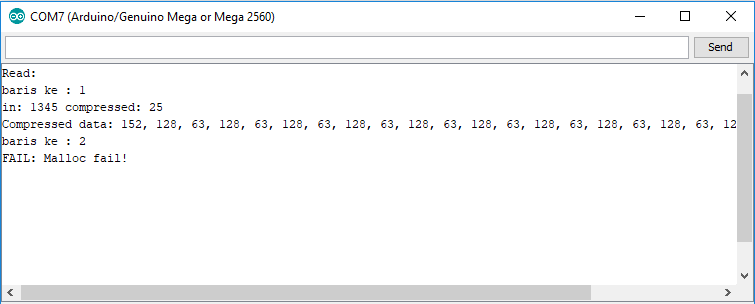 COM7 (Arduino/Genuino Mega or Mega 2560)
Send
Read:
baris ke : 1
in: 1345 compressed: 25
Compressed data: 152, 128, 63, 128, 63, 128, 63, 128, 63, 128, 63, 128, 63, 128, 63, 128, 63, 128, 63, 12
baris ke : 2
FAIL: Malloc fail!